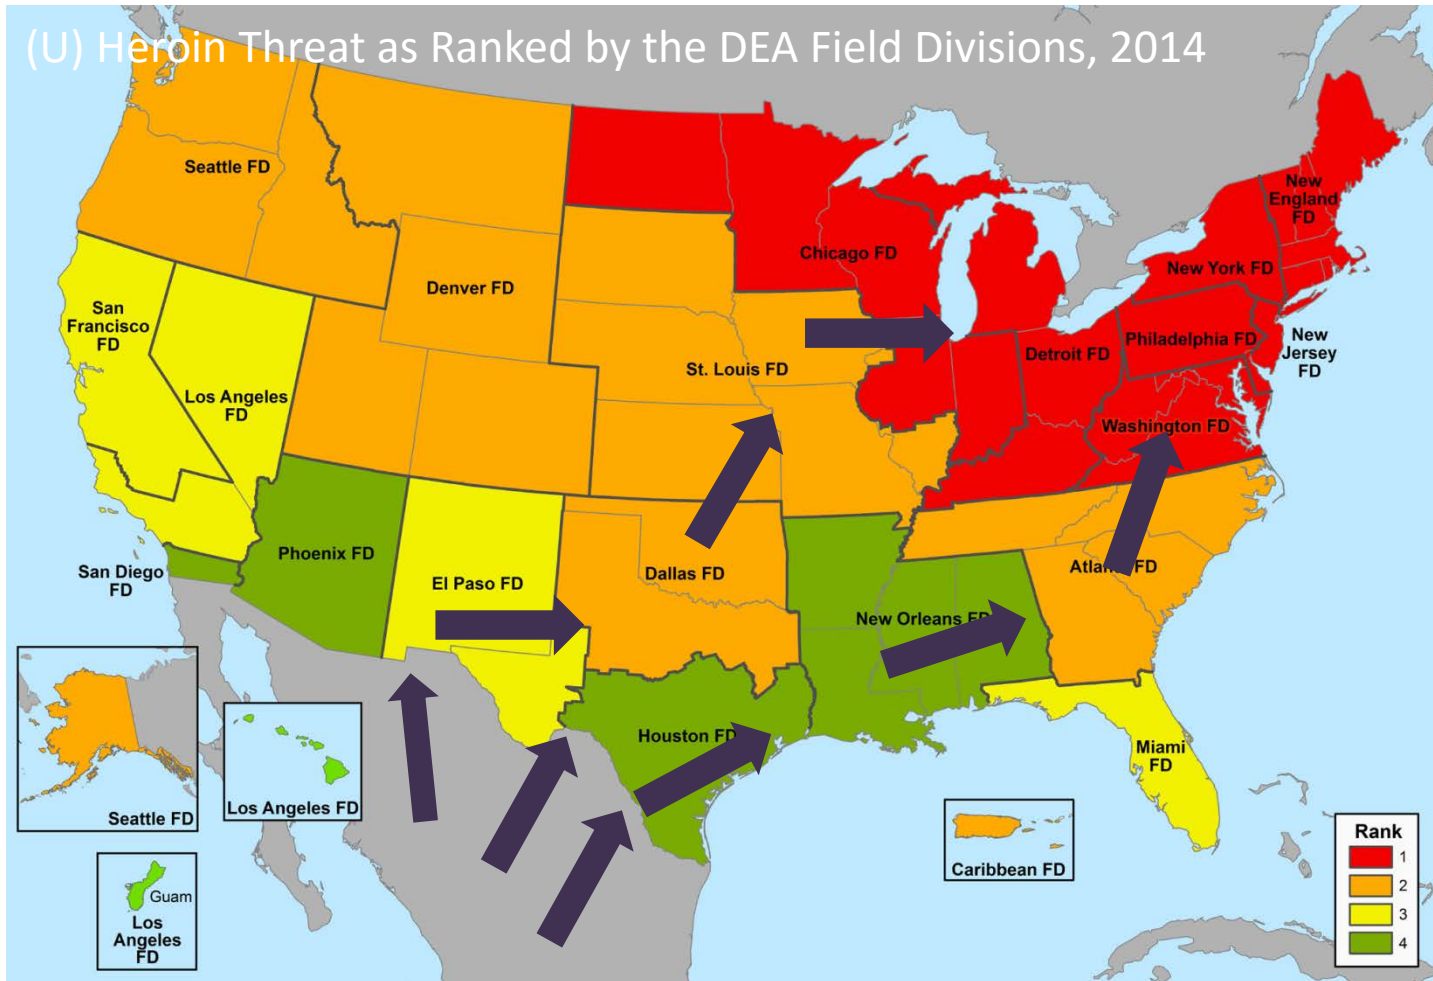 (U) Heroin Threat as Ranked by the DEA Field Divisions, 2014
Seattle FD
New
England
FD
Chicago FD
New York FD
Denver FD
San
Francisco
FD
Philadelphia FD
New
Jersey
FD
Detroit FD
St. Louis FD
Los Angeles
FD
Washington FD
Phoenix FD
San Diego
FD
El Paso FD
Dallas FD
Atlanta FD
New Orleans FD
Houston FD
Miami
FD
Seattle FD
Los Angeles FD
Guam
Los
Angeles
FD
Caribbean FD
Rank
1
2
3
4